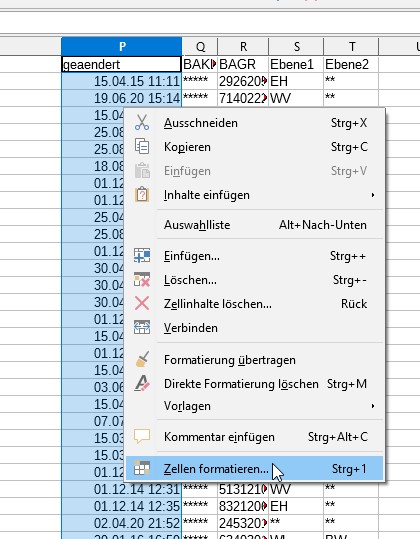 P Q R S T
geaendert BAK BAGR Ebene1 Ebene2
15.04.15 11:11 ***** 292620 EH **
19.06.20 15:14 ***** 714022 WV **
15.04
25.08
25.08
18.08
01.12
01.12
25.04
25.08
01.12
30.04
30.04
30.04
01.12
15.04
01.12
15.04
03.06
15.04
07.07
15.03
15.03
01.12
Ausschneiden Strg+X
Kopieren Strg+C
Einfügen Strg+V
Inhalte einfügen
Auswahlliste Alt+Nach-Unten
Einfügen... Strg++
Löschen... Strg+-
Zellinhalte löschen... Rück
Verbinden
Formatierung übertragen
Direkte Formatierung löschen Strg+M
Vorlagen
Kommentar einfügen Strg+Alt+C
Zellen formatieren... Strg+1
01.12.14 12:31 ***** 513121 WV **
01.12.14 12:35 ***** 832120 EH **
02.04.20 21:52 ***** 245320 ** **